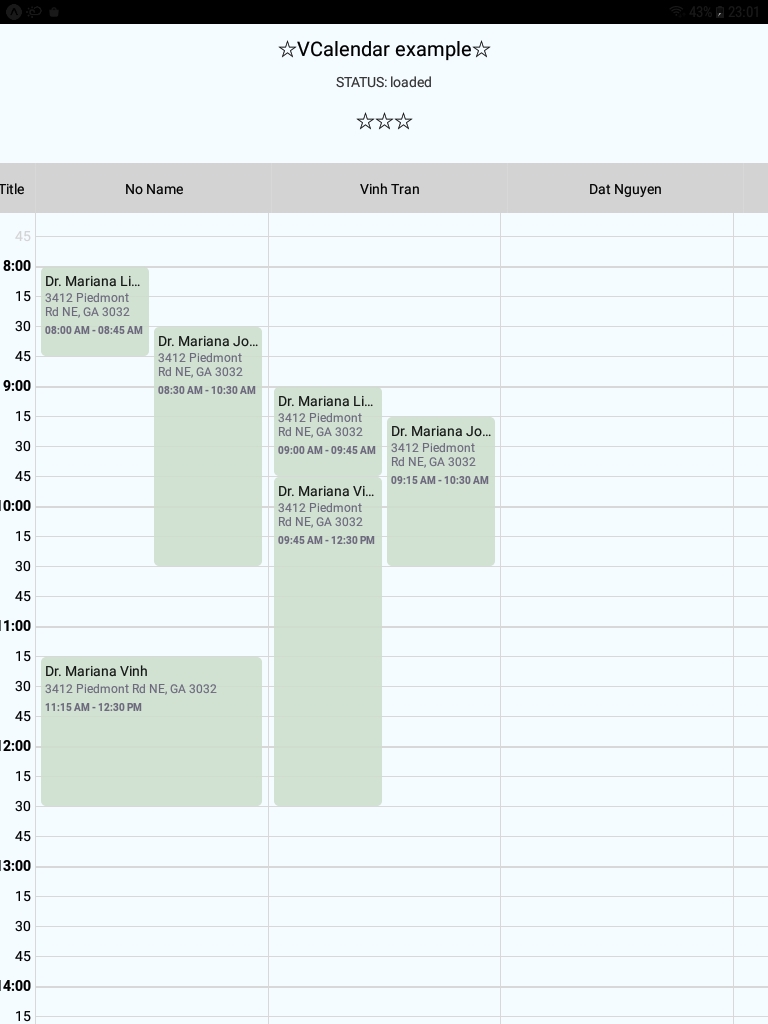 43% 23:01
☆VCalendar example☆
STATUS: loaded
☆☆☆
Title No Name Vinh Tran Dat Nguyen
45
8:00
15
30
45
9:00
15
30
45
10:00
15
30
45
11:00
15
30
45
12:00
15
30
45
13:00
15
30
45
14:00
15
Dr. Mariana Li...
3412 Piedmont
Rd NE, GA 3032
08:00 AM - 08:45 AM
Dr. Mariana Jo...
3412 Piedmont
Rd NE, GA 3032
08:30 AM - 10:30 AM
Dr. Mariana Vinh
3412 Piedmont Rd NE, GA 3032
11:15 AM - 12:30 PM
Dr. Mariana Li...
3412 Piedmont
Rd NE, GA 3032
09:00 AM - 09:45 AM
Dr. Mariana Vi...
3412 Piedmont
Rd NE, GA 3032
09:45 AM - 12:30 PM
Dr. Mariana Jo...
3412 Piedmont
Rd NE, GA 3032
09:15 AM - 10:30 AM